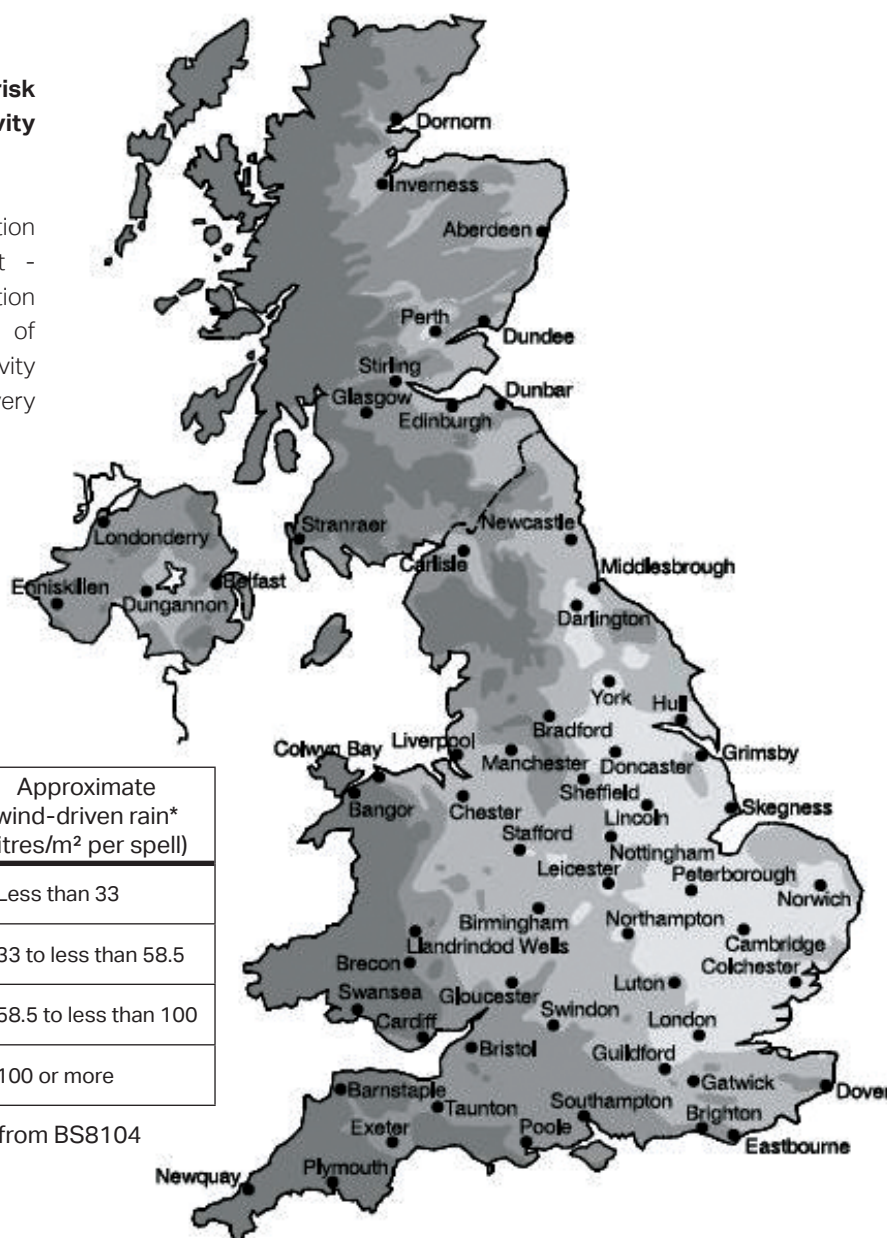 risk
vity
tion
t -
tion
of
vity
very
Dornorn
Inverness
Aberdeen
Perth
Dundee
Stirling
Dunbar
Glasgow
Edinburgh
Stranraer
Newcastle
Londonderry
Carlisle
Enniskillen
Belfast
Middlesbrough
Dungannon
Darlington
York
Hull
Bradford
Colwyn Bay
Liverpool
Manchester
Doncaster
Grimsby
Sheffield
Bangor
Chester
Lincoln
Skegness
Stafford
Nottingham
Leicester
Peterborough
Norwich
Birmingham
Northampton
Llandrindod Wells
Cambridge
Brecon
Colchester
Swansea
Gloucester
Luton
Cardiff
Swindon
London
Bristol
Guildford
Barnstaple
Gatwick
Dover
Taunton
Southampton
Brighton
Exeter
Poole
Eastbourne
Newquay
Plymouth
Approximate
wind-driven rain*
itres/m² per spell)
Less than 33
33 to less than 58.5
58.5 to less than 100
100 or more
from BS8104